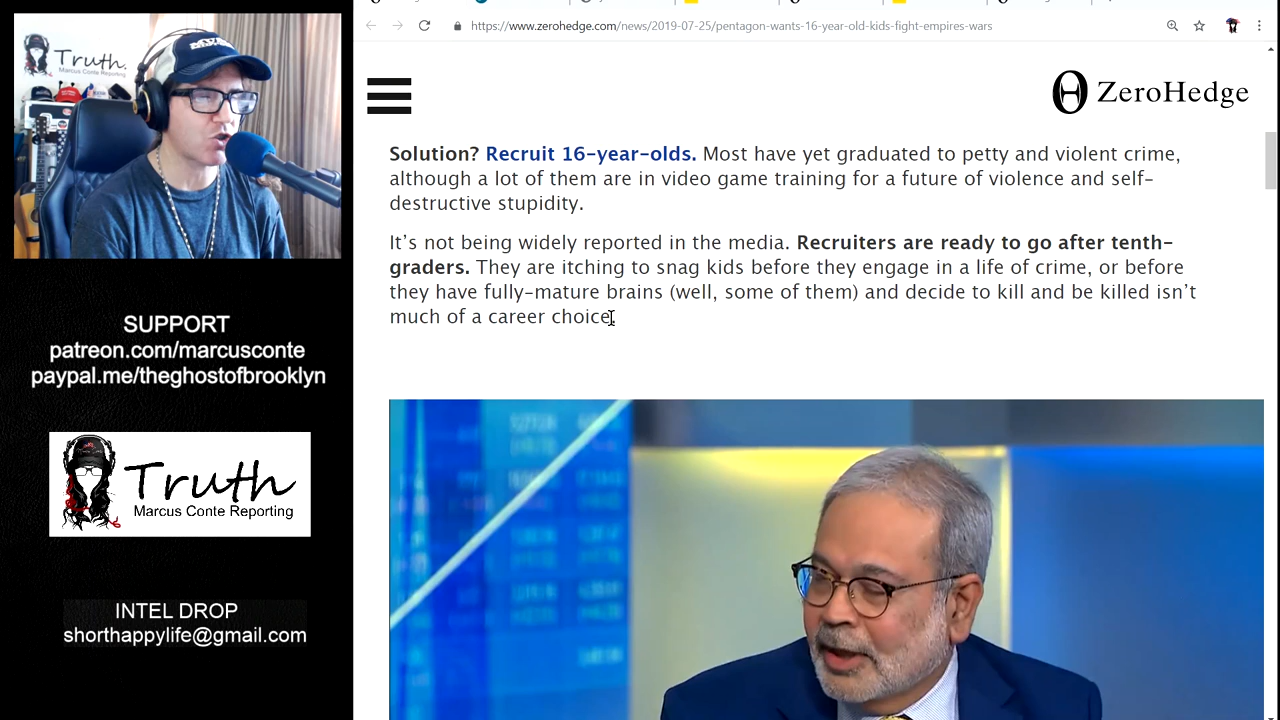 Truth.
Marcus Conte Reporting
SUPPORT
patreon.com/marcusconte
paypal.me/theghostofbrooklyn
Truth
Marcus Conte Reporting
INTEL DROP
shorthappylife@gmail.com
https://www.zerohedge.com/news/2019-07-25/pentagon-wants-16-year-old-kids-fight-empires-wars
ZeroHedge
Solution? Recruit 16-year-olds. Most have yet graduated to petty and violent crime,
although a lot of them are in video game training for a future of violence and self-
destructive stupidity.
It’s not being widely reported in the media. Recruiters are ready to go after tenth-
graders. They are itching to snag kids before they engage in a life of crime, or before
they have fully-mature brains (well, some of them) and decide to kill and be killed isn’t
much of a career choice.